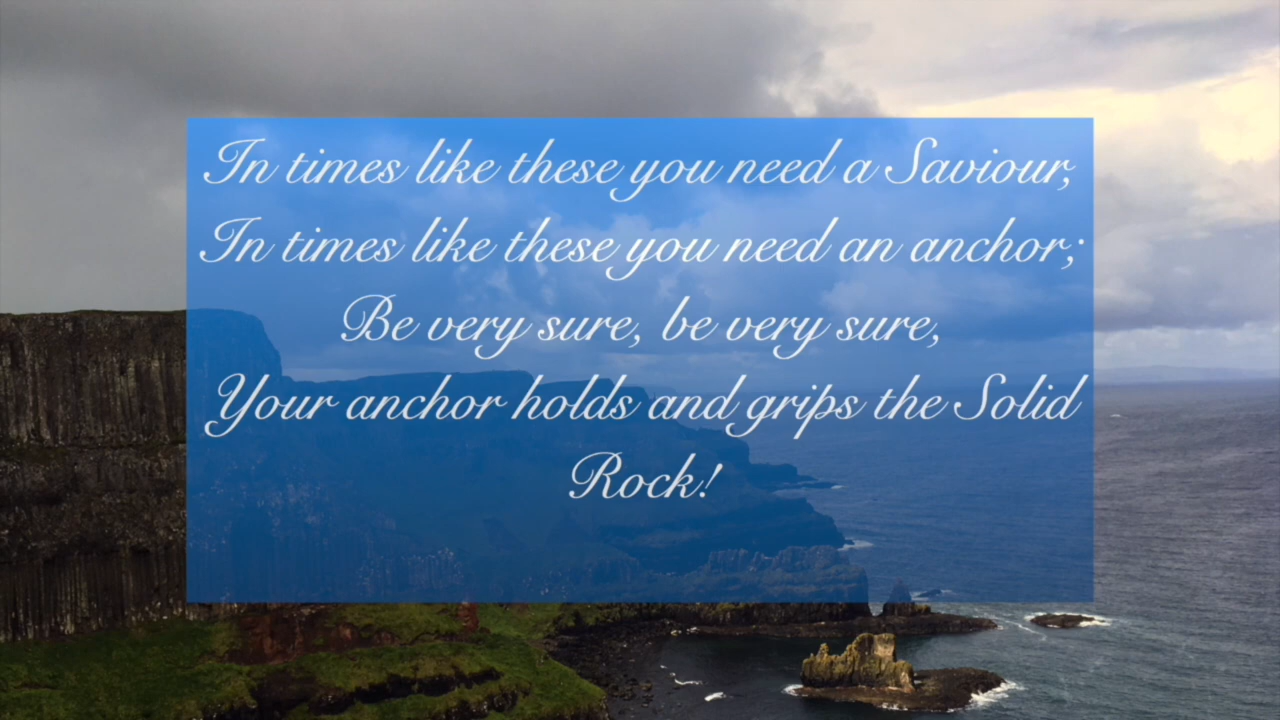 In times like these you need a Saviour,
In times like these you need an anchor;
Be very sure, be very sure,
Your anchor holds and grips the Solid
Rock!